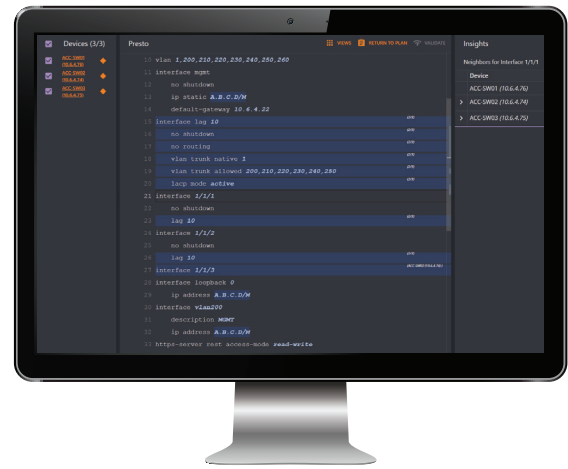 Devices (3/3)
Presto
VIEWS
RETURN TO PLAN
VALIDATE
Insights
ACC-SW01
(10.6.4.76)
ACC-SW02
(10.6.4.74)
ACC-SW03
(10.6.4.75)
10 vlan 1,200,210,220,230,240,250,260
11 interface mgmt
12 no shutdown
13 ip static A.B.C.D/M
14 default-gateway 10.6.4.22
15 interface lag 10
16 no shutdown
17 no routing
18 vlan trunk native 1
19 vlan trunk allowed 200,210,220,230,240,280
20 lacp mode active
21 interface 1/1/1
22 no shutdown
23 lag 10
24 interface 1/1/2
25 no shutdown
26 lag 10
27 interface 1/1/3
28 interface loopback 0
29 ip address A.B.C.D/M
30 interface vlan200
31 description MGMT
32 ip address A.B.C.D/M
33 https-server rest access-mode read-write
Neighbors for Interface 1/1/1
Device
ACC-SW01 (10.6.4.76)
ACC-SW02 (10.6.4.74)
ACC-SW03 (10.6.4.75)